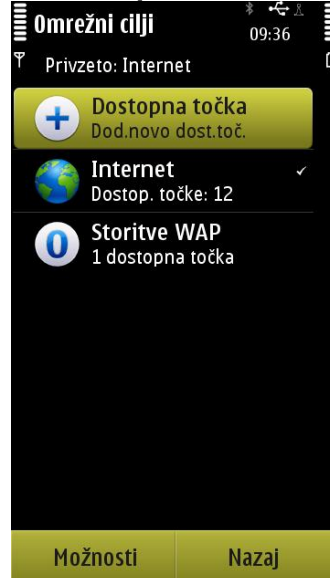 Omrežni cilji
09:36
Privzeto: Internet
Dostopna točka
Dod.novo dost.toč.
Internet
Dostop. točke: 12
Storitve WAP
1 dostopna točka
Možnosti
Nazaj